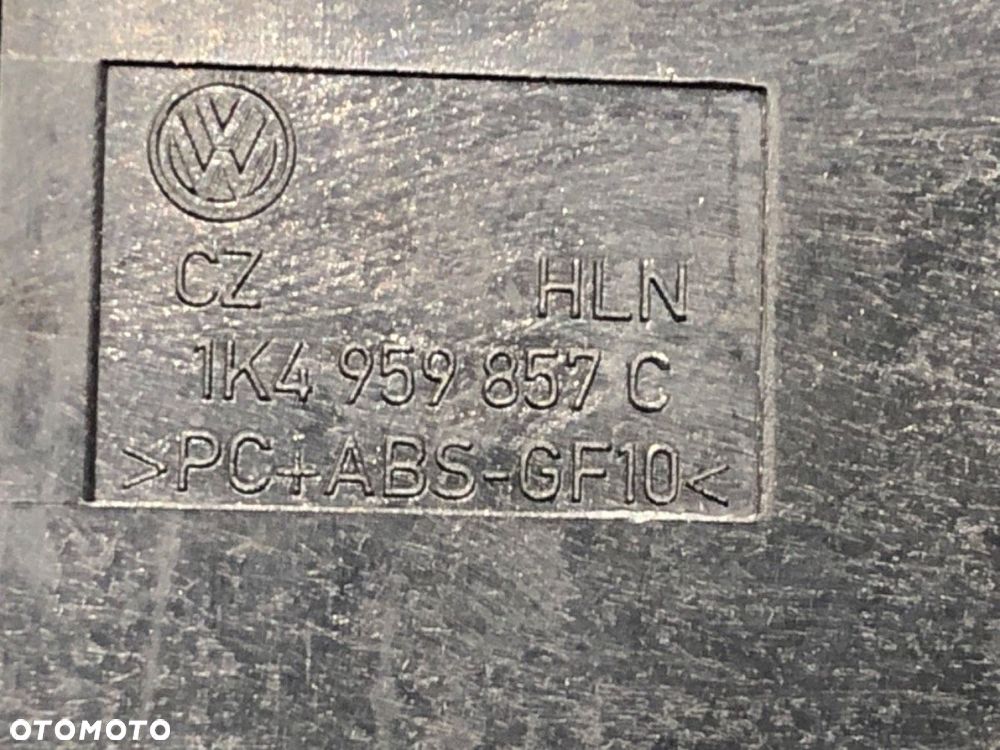 CZ HLN
1K4 959 857 C
>PC+ABS-GF10<
OTOMOTO